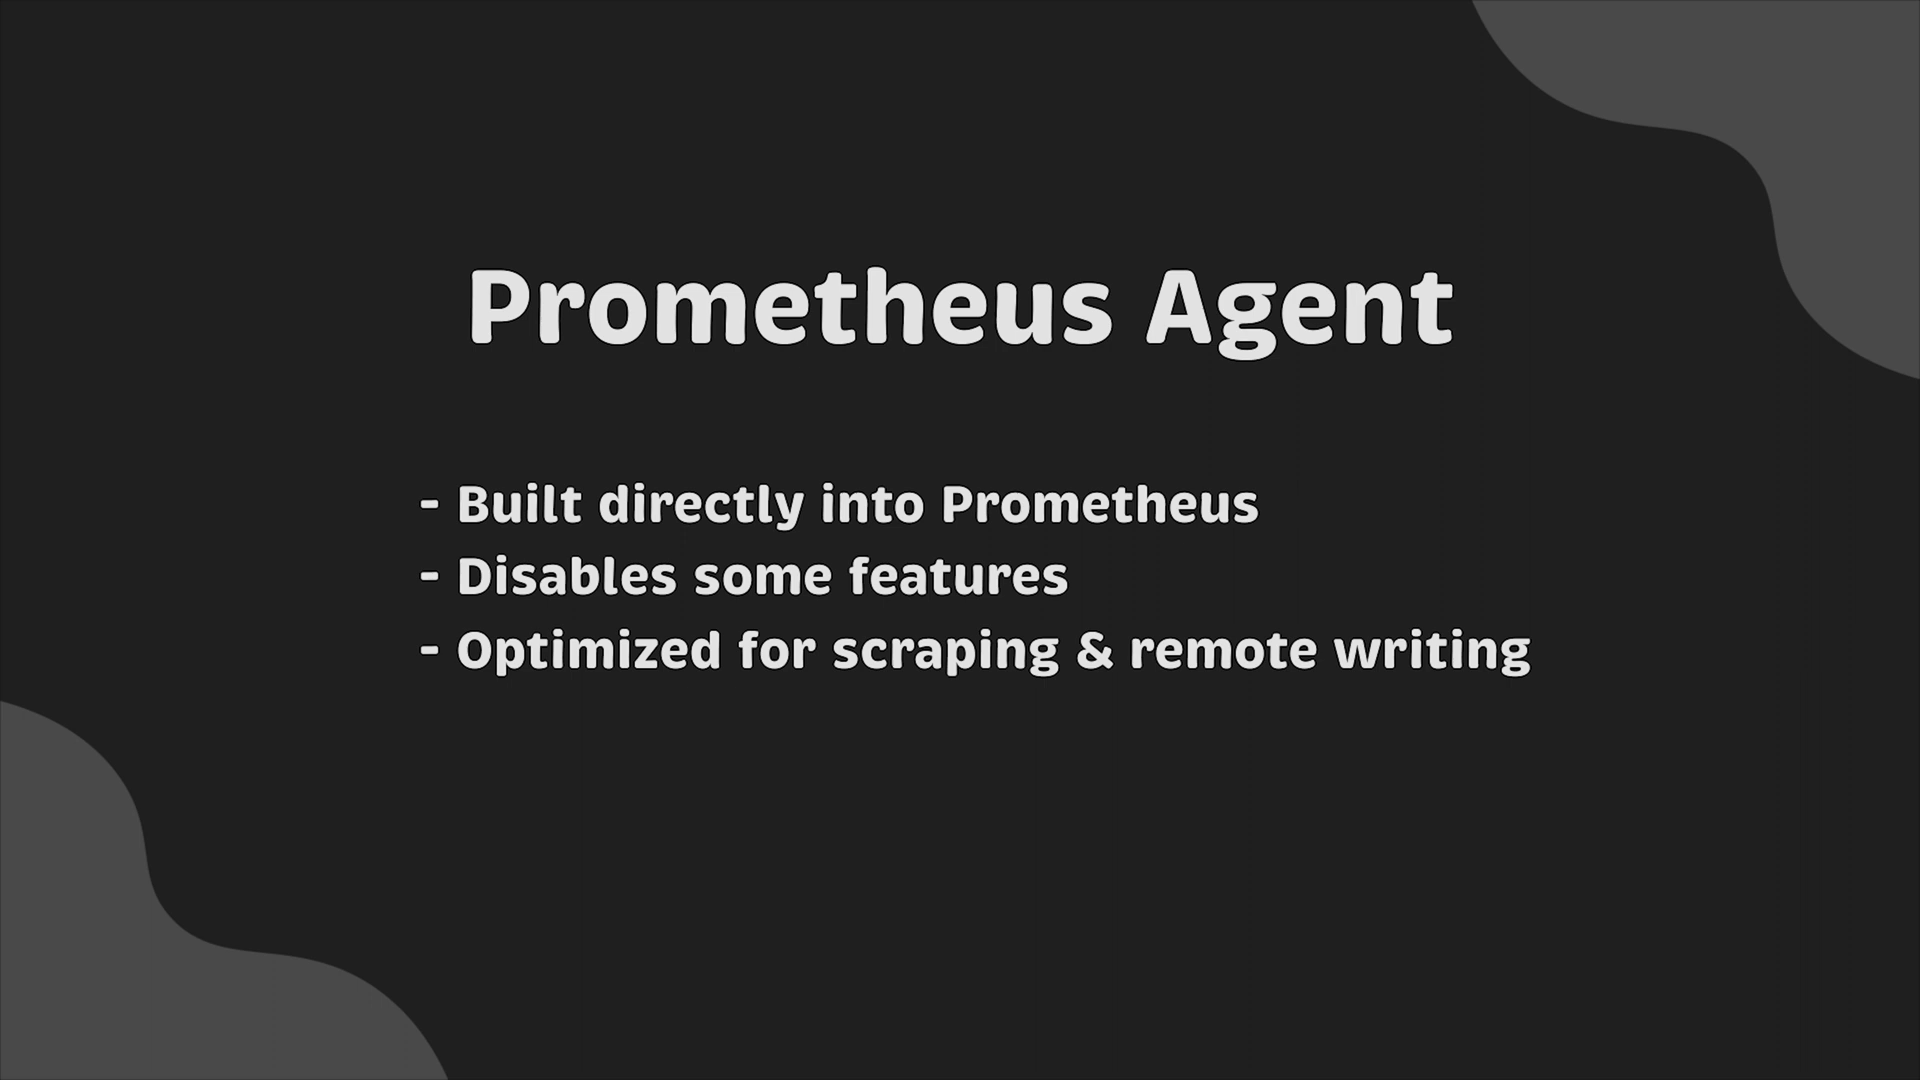 Prometheus Agent
- Built directly into Prometheus
- Disables some features
- Optimized for scraping & remote writing